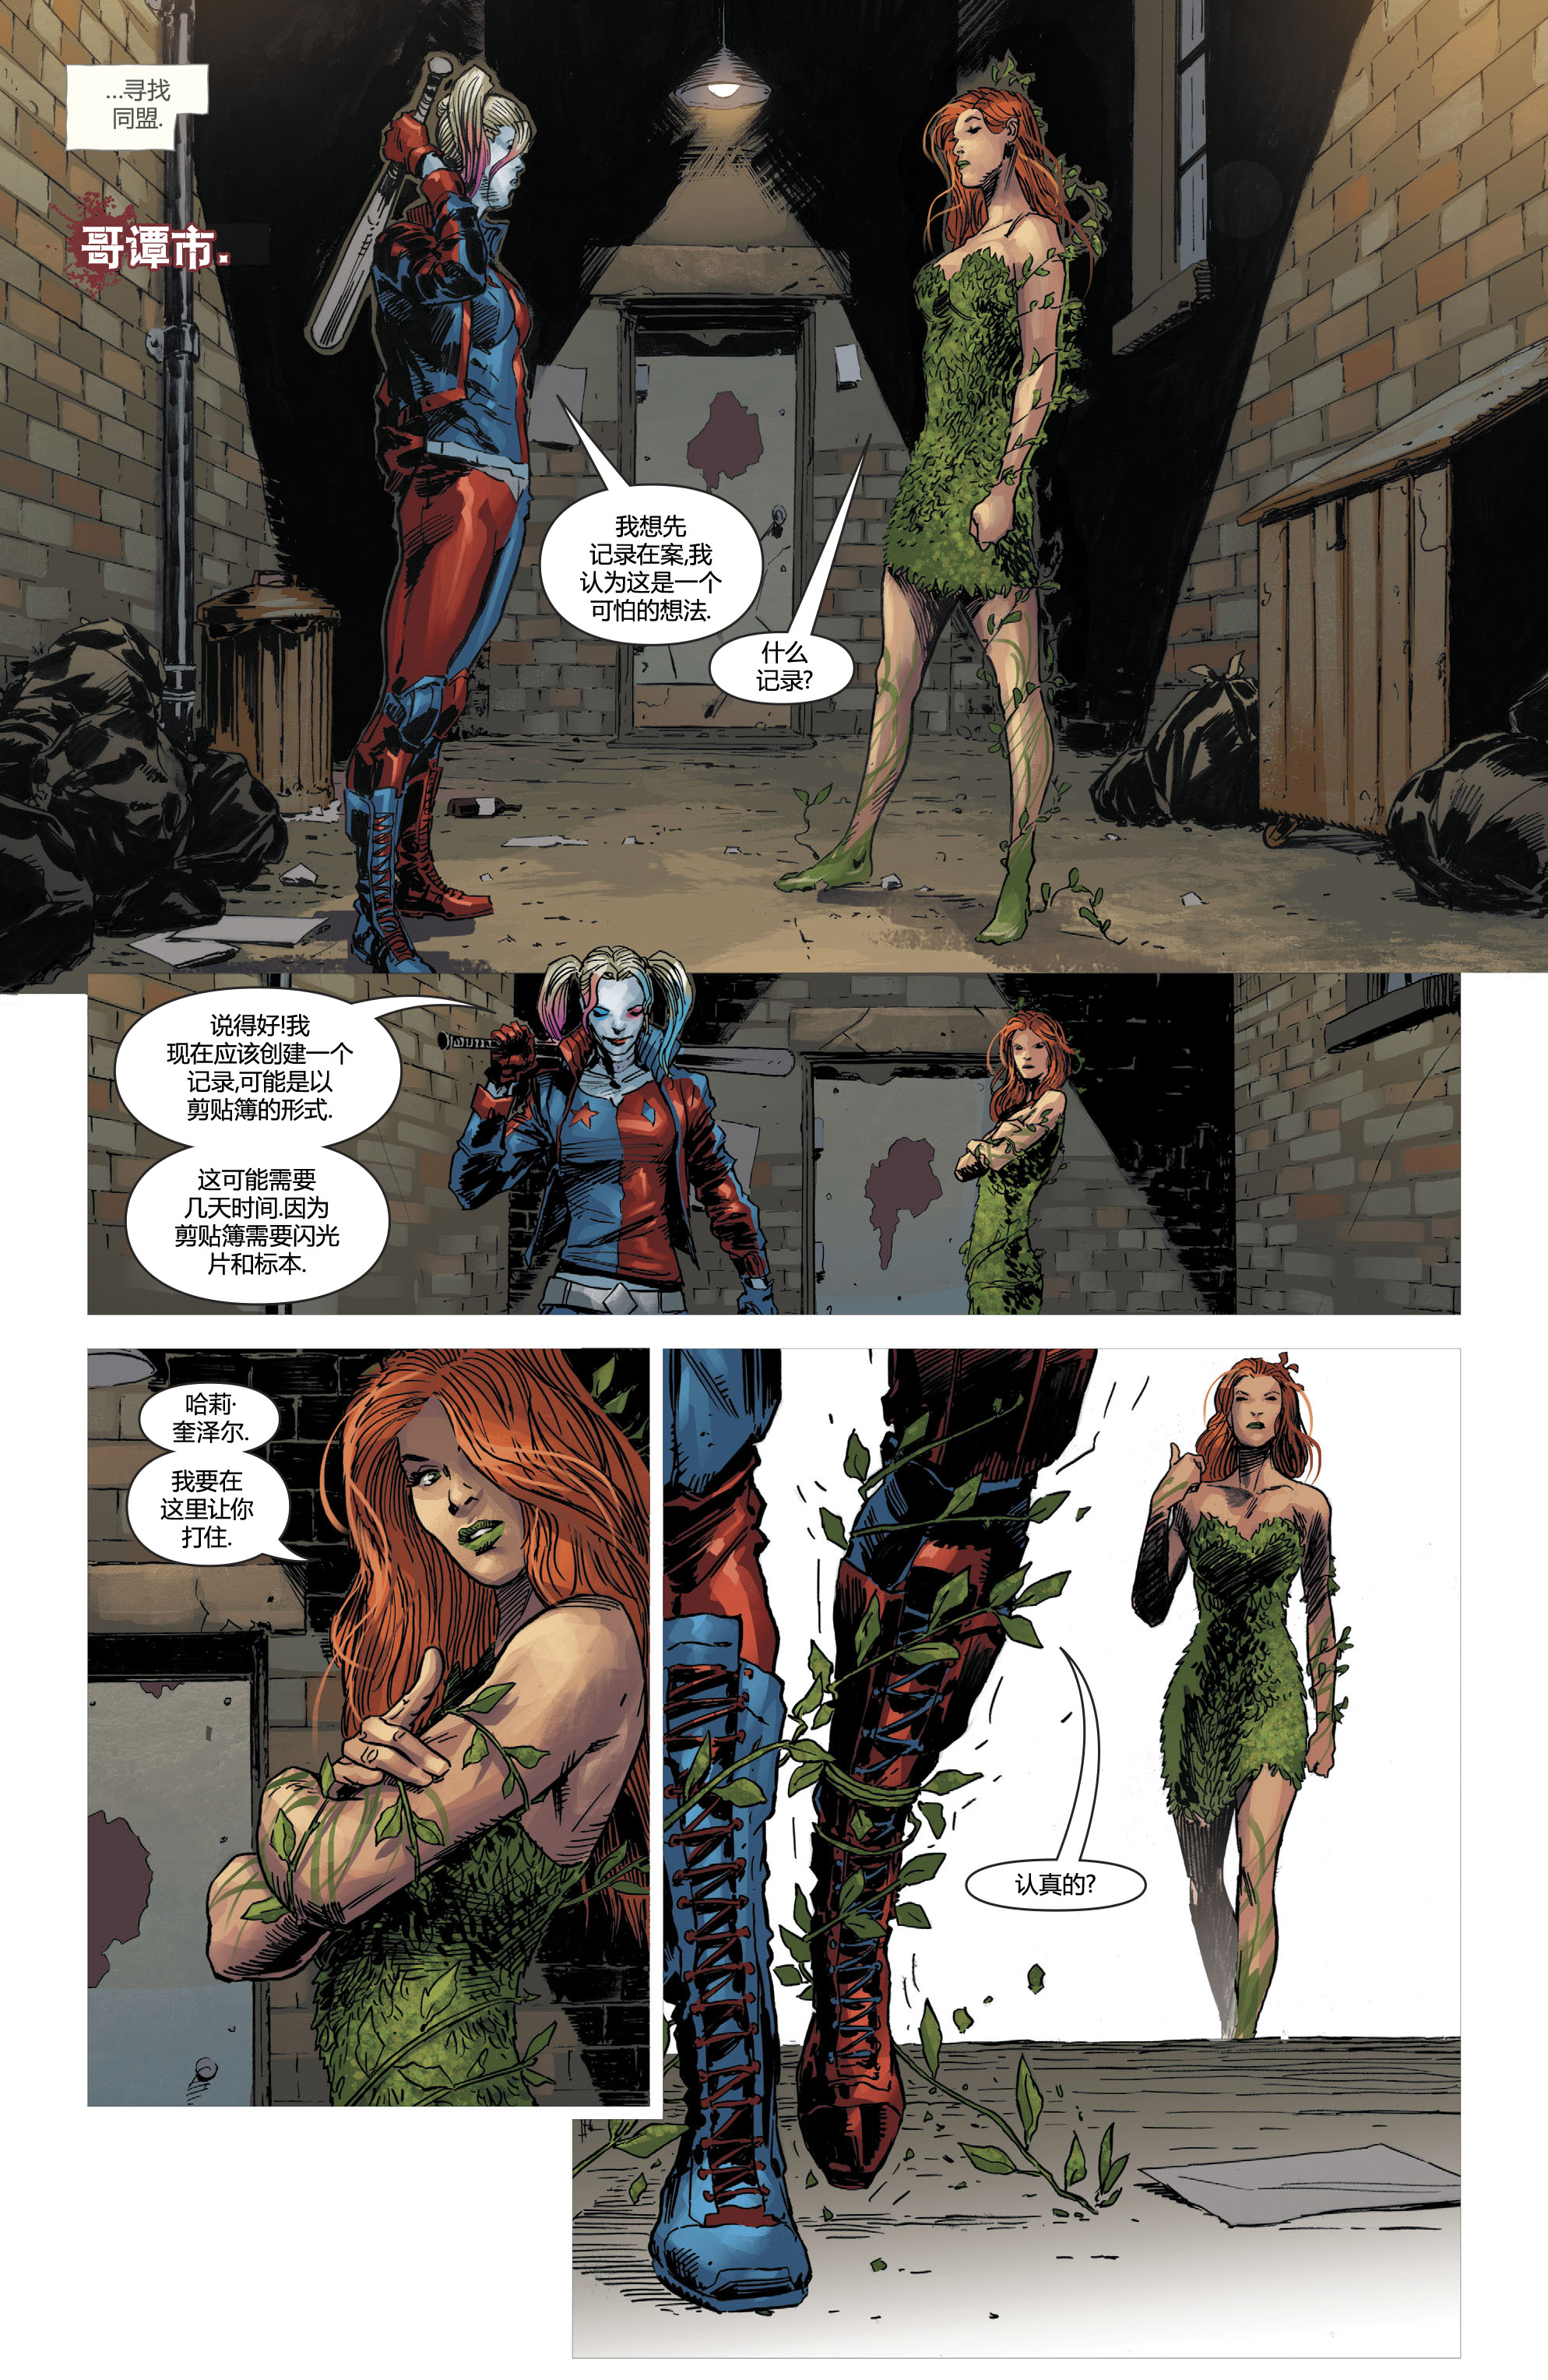 ...寻找
同盟.
哥谭市.
我想先
记录在案,我
认为这是一个
可怕的想法.
什么
记录?
说得好!我
现在应该创建一个
记录,可能是以
剪贴簿的形式.
这可能需要
几天时间.因为
剪贴簿需要闪光
片和标本.
哈莉·
奎泽尔.
我要在
这里让你
打住.
认真的?